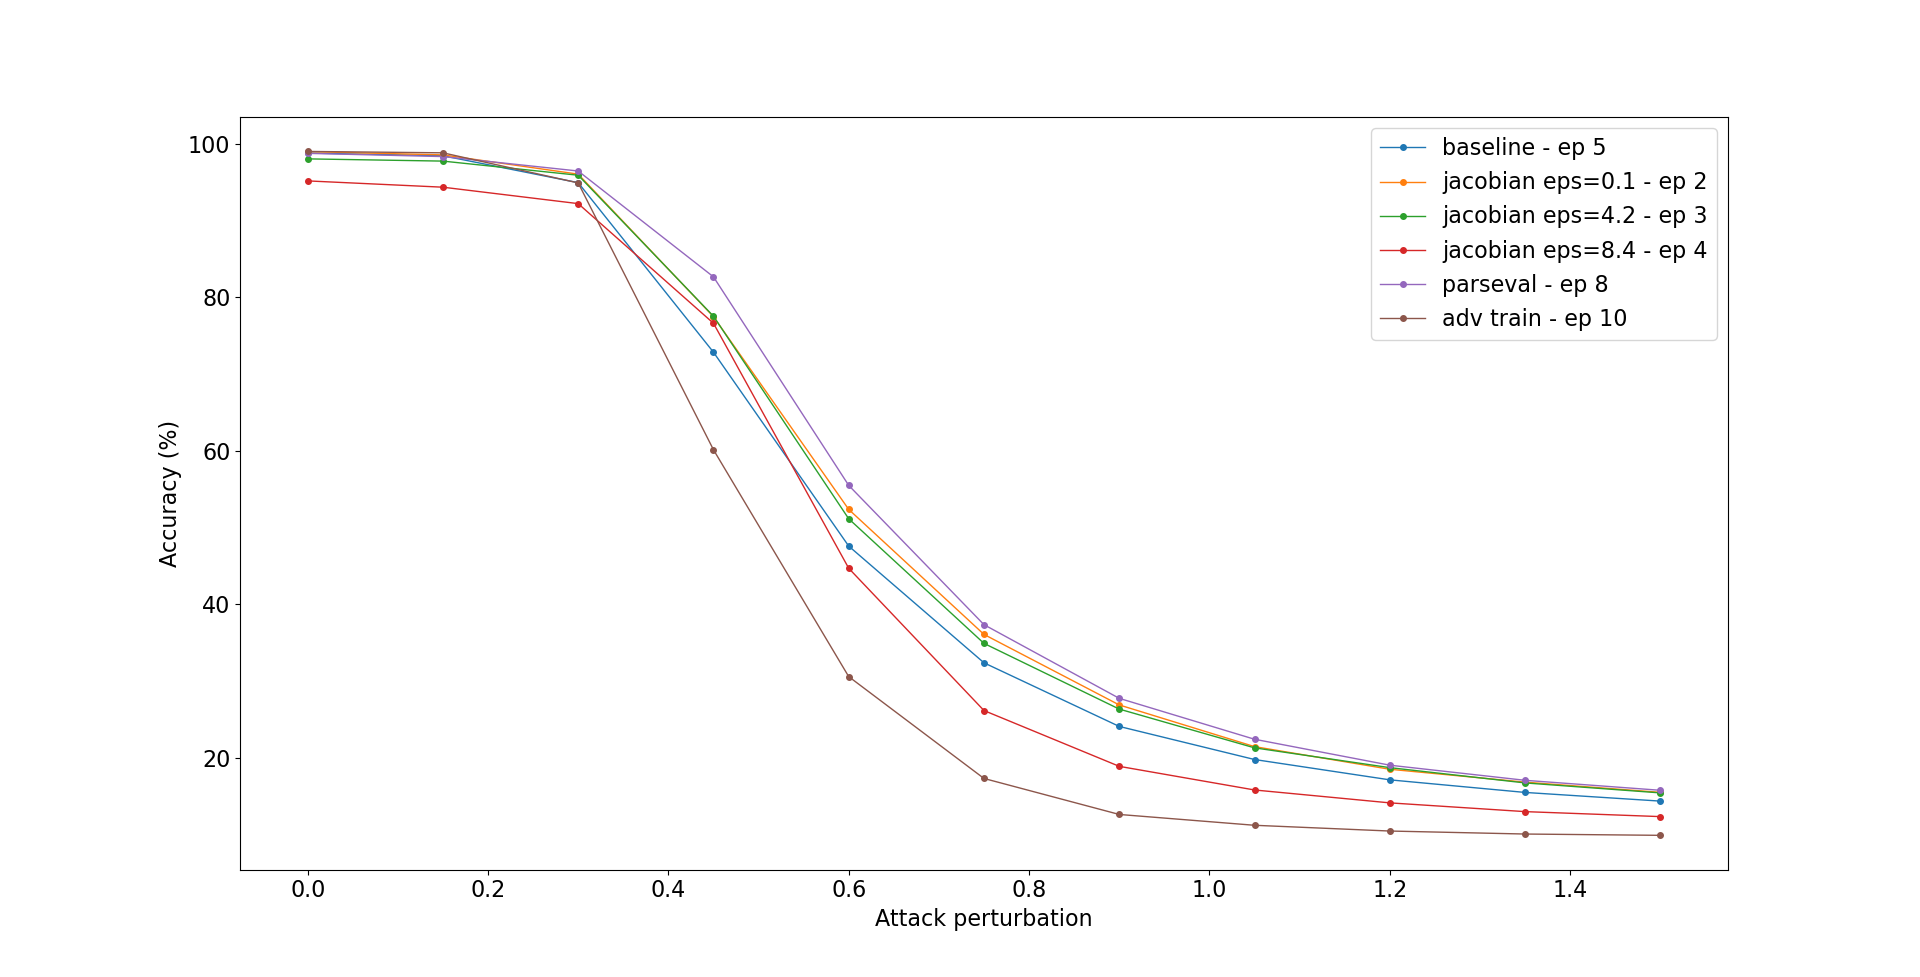 baseline - ep 5
jacobian eps=0.1 - ep 2
jacobian eps=4.2 - ep 3
jacobian eps=8.4 - ep 4
parseval - ep 8
adv train - ep 10
100
80
60
40
20
Accuracy (%)
0.0 0.2 0.4 0.6 0.8 1.0 1.2 1.4
Attack perturbation